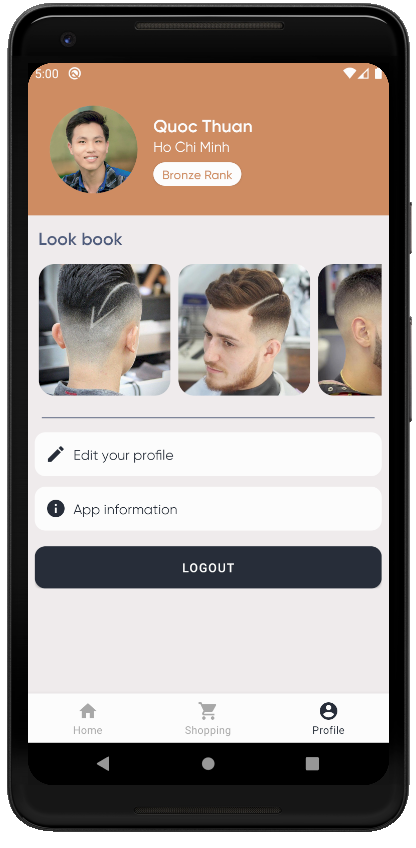 5:00
Quoc Thuan
Ho Chi Minh
Bronze Rank
Look book
Edit your profile
App information
LOGOUT
Home
Shopping
Profile